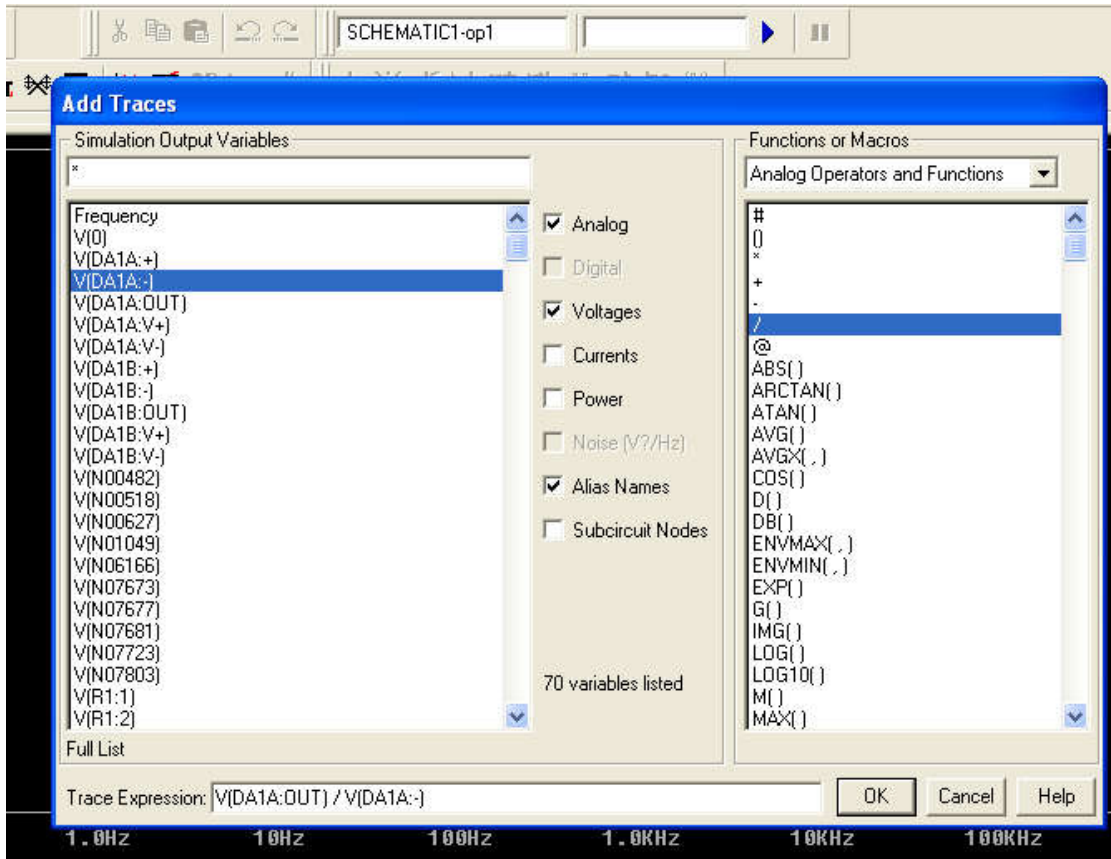 SCHEMATIC1-op1
Add Traces
Simulation Output Variables
*
Frequency
V(0)
V(DA1A:+)
V(DA1A:-)
V(DA1A:OUT)
V(DA1A:V+)
V(DA1A:V-)
V(DA1B:+)
V(DA1B:-)
V(DA1B:OUT)
V(DA1B:V+)
V(DA1B:V-)
V(N00482)
V(N00518)
V(N00627)
V(N01049)
V(N06166)
V(N07673)
V(N07677)
V(N07681)
V(N07723)
V(N07803)
V(R1:1)
V(R1:2)
Full List
Analog
Digital
Voltages
Currents
Power
Noise (V?/Hz)
Alias Names
Subcircuit Nodes
70 variables listed
Functions or Macros
Analog Operators and Functions
#
()
*
+
-
/
@
ABS( )
ARCTAN( )
ATAN( )
AVG( )
AVGX( , )
COS( )
D( )
DB( )
ENVMAX( , )
ENVMIN( , )
EXP( )
G( )
IMG( )
LOG( )
LOG10( )
M( )
MAX( )
Trace Expression: V(DA1A:OUT) / V(DA1A:-)
OK Cancel Help
1.0Hz 10Hz 100Hz 1.0KHz 10KHz 100KHz